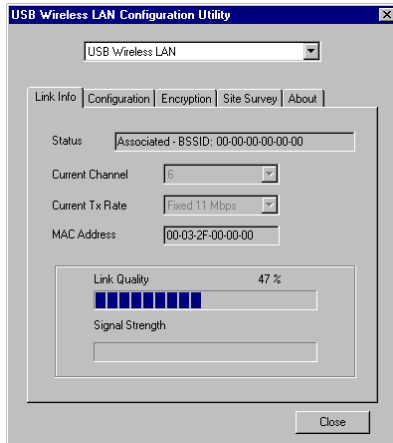 USB Wireless LAN Configuration Utility
USB Wireless LAN
Link Info Configuration Encryption Site Survey About
Status Associated - BSSID: 00-00-00-00-00-00
Current Channel 6
Current Tx Rate Fixed 11 Mbps
MAC Address 00-03-2F-00-00-00
Link Quality 47 %
Signal Strength
Close